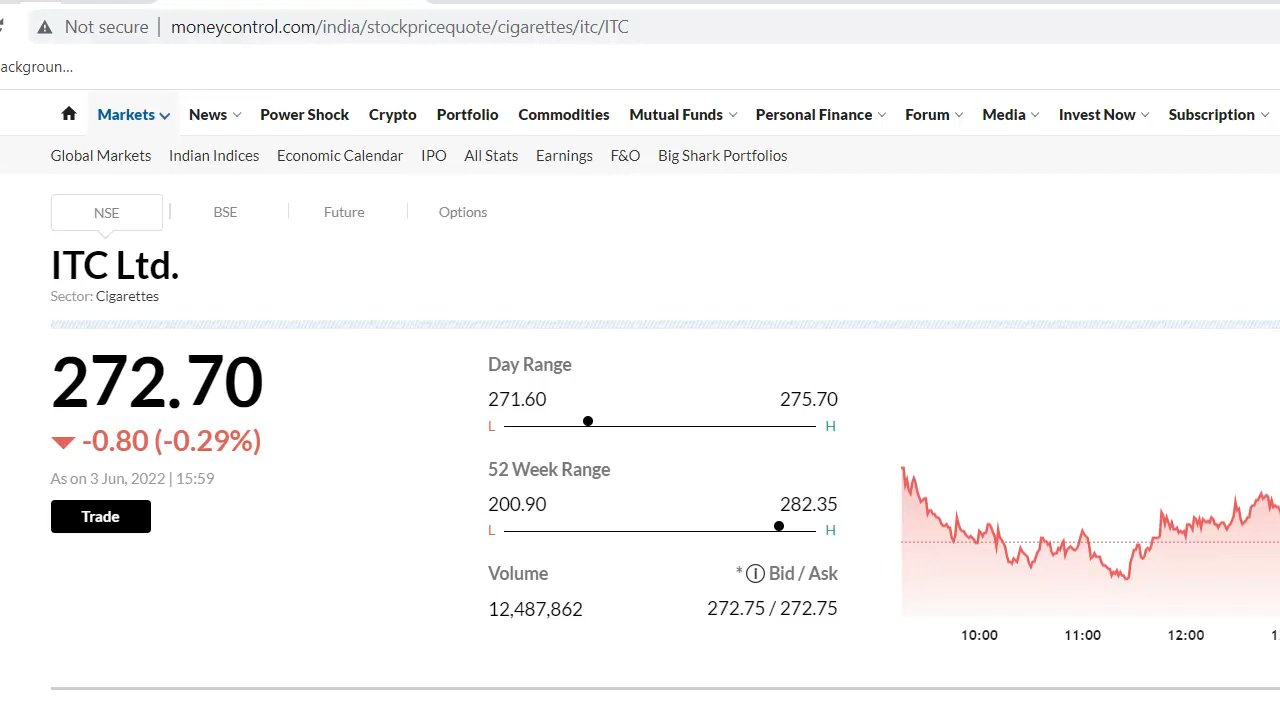 Not secure | moneycontrol.com/india/stockpricequote/cigarettes/itc/ITC
ackgroun...
Markets News Power Shock Crypto Portfolio Commodities Mutual Funds Personal Finance Forum Media Invest Now Subscription
Global Markets Indian Indices Economic Calendar IPO All Stats Earnings F&O Big Shark Portfolios
NSE | BSE | Future | Options
ITC Ltd.
Sector: Cigarettes
272.70
-0.80 (-0.29%)
As on 3 Jun, 2022 | 15:59
Trade
Day Range
271.60 275.70
L H
52 Week Range
200.90 282.35
L H
Volume * i Bid / Ask
12,487,862 272.75 / 272.75
10:00 11:00 12:00